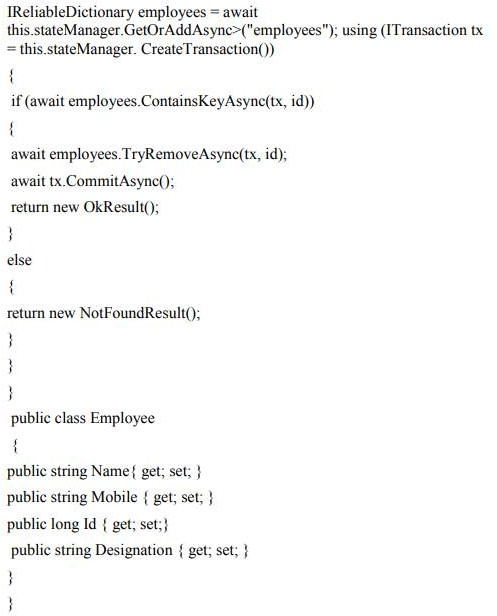 IReliableDictionary employees = await
this.stateManager.GetOrAddAsync>("employees"); using (ITransaction tx
= this.stateManager. CreateTransaction())
{
if (await employees.ContainsKeyAsync(tx, id))
{
await employees.TryRemoveAsync(tx, id);
await tx.CommitAsync();
return new OkResult();
}
else
{
return new NotFoundResult();
}
}
}
public class Employee
{
public string Name{ get; set; }
public string Mobile { get; set; }
public long Id { get; set;}
public string Designation { get; set; }
}
}